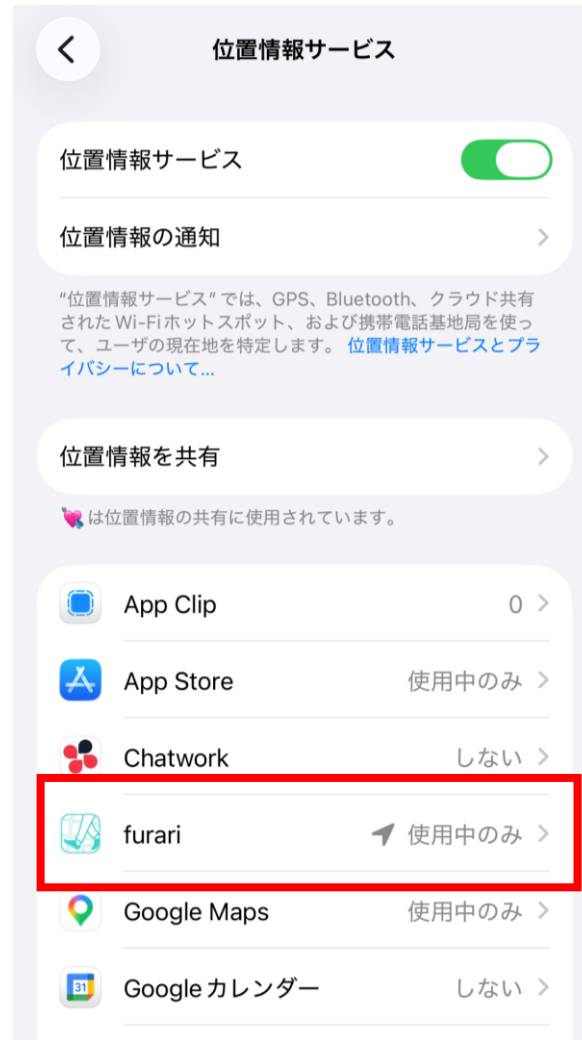 位置情報サービス
位置情報サービス
位置情報の通知
“位置情報サービス” では、GPS、Bluetooth、クラウド共有
された Wi-Fiホットスポット、および携帯電話基地局を使っ
て、ユーザの現在地を特定します。 位置情報サービスとプラ
イバシーについて...
位置情報を共有
💘は位置情報の共有に使用されています。
App Clip 0
App Store 使用中のみ
Chatwork しない
furari 使用中のみ
Google Maps 使用中のみ
31
Google カレンダー しない